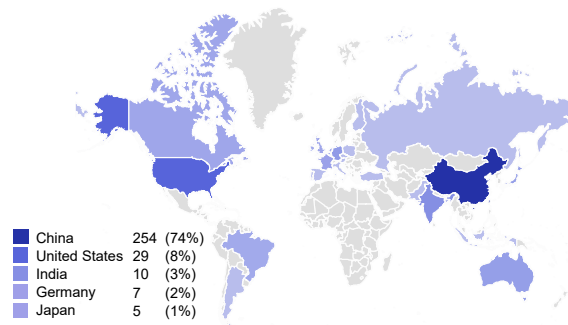 China 254 (74%)
United States 29 (8%)
India 10 (3%)
Germany 7 (2%)
Japan 5 (1%)